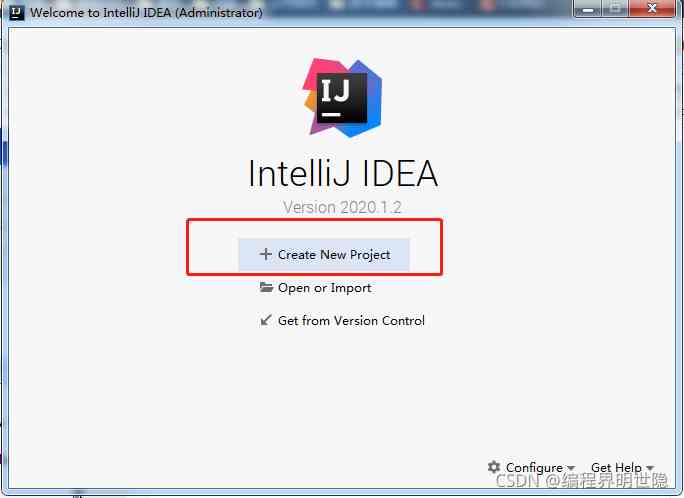 Welcome to IntelliJ IDEA (Administrator)
IJ
IntelliJ IDEA
Version 2020.1.2
Create New Project
Open or Import
Get from Version Control
Configure
Get Help
CSDN @编程界明世隐